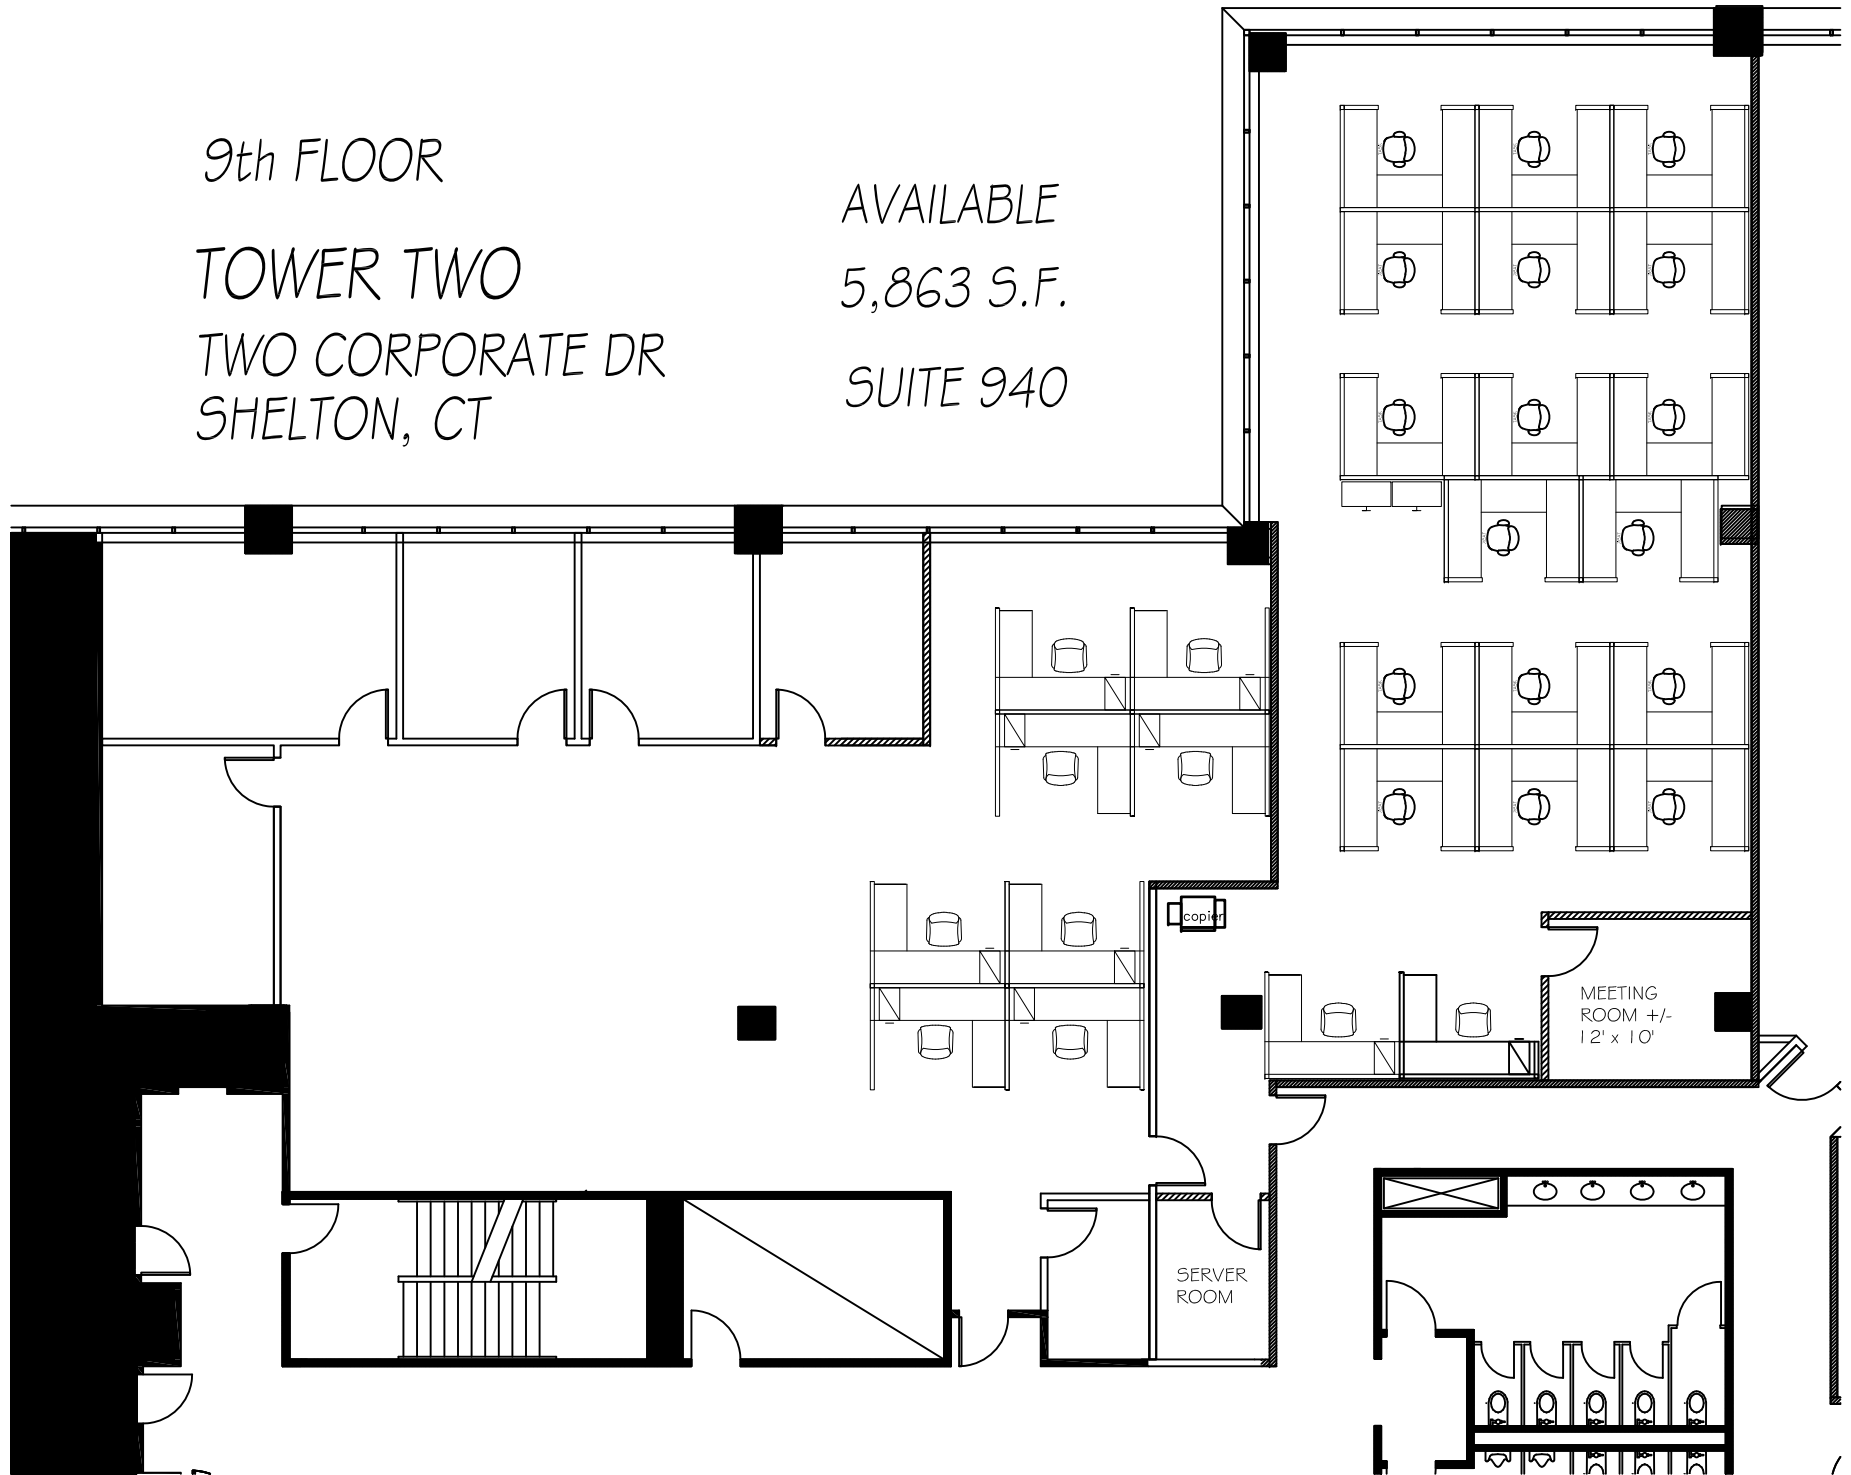 9th FLOOR
TOWER TWO
TWO CORPORATE DR
SHELTON, CT
AVAILABLE
5,863 S.F.
SUITE 940
copier
MEETING
ROOM +/-
12' x 10'
SERVER
ROOM